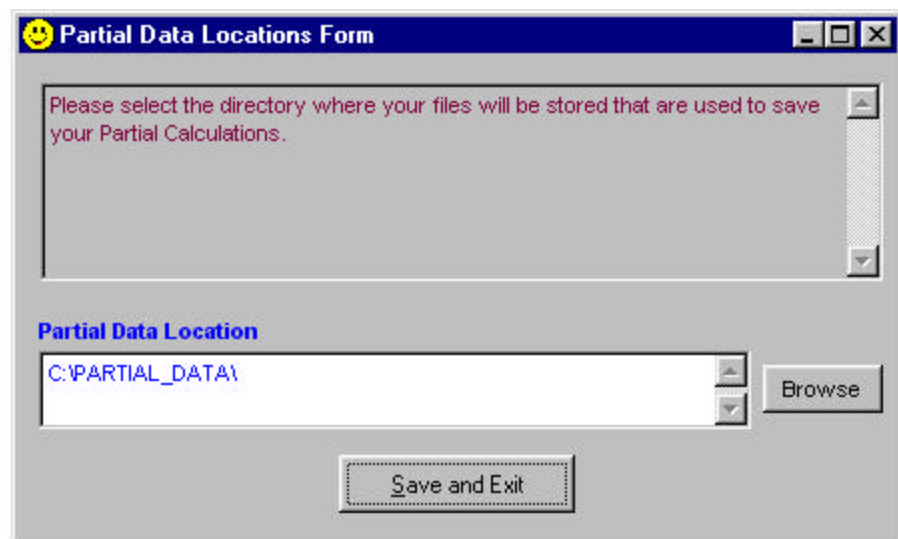 Partial Data Locations Form
Please select the directory where your files will be stored that are used to save
your Partial Calculations.
Partial Data Location
C:\PARTIAL_DATA\
Browse
Save and Exit